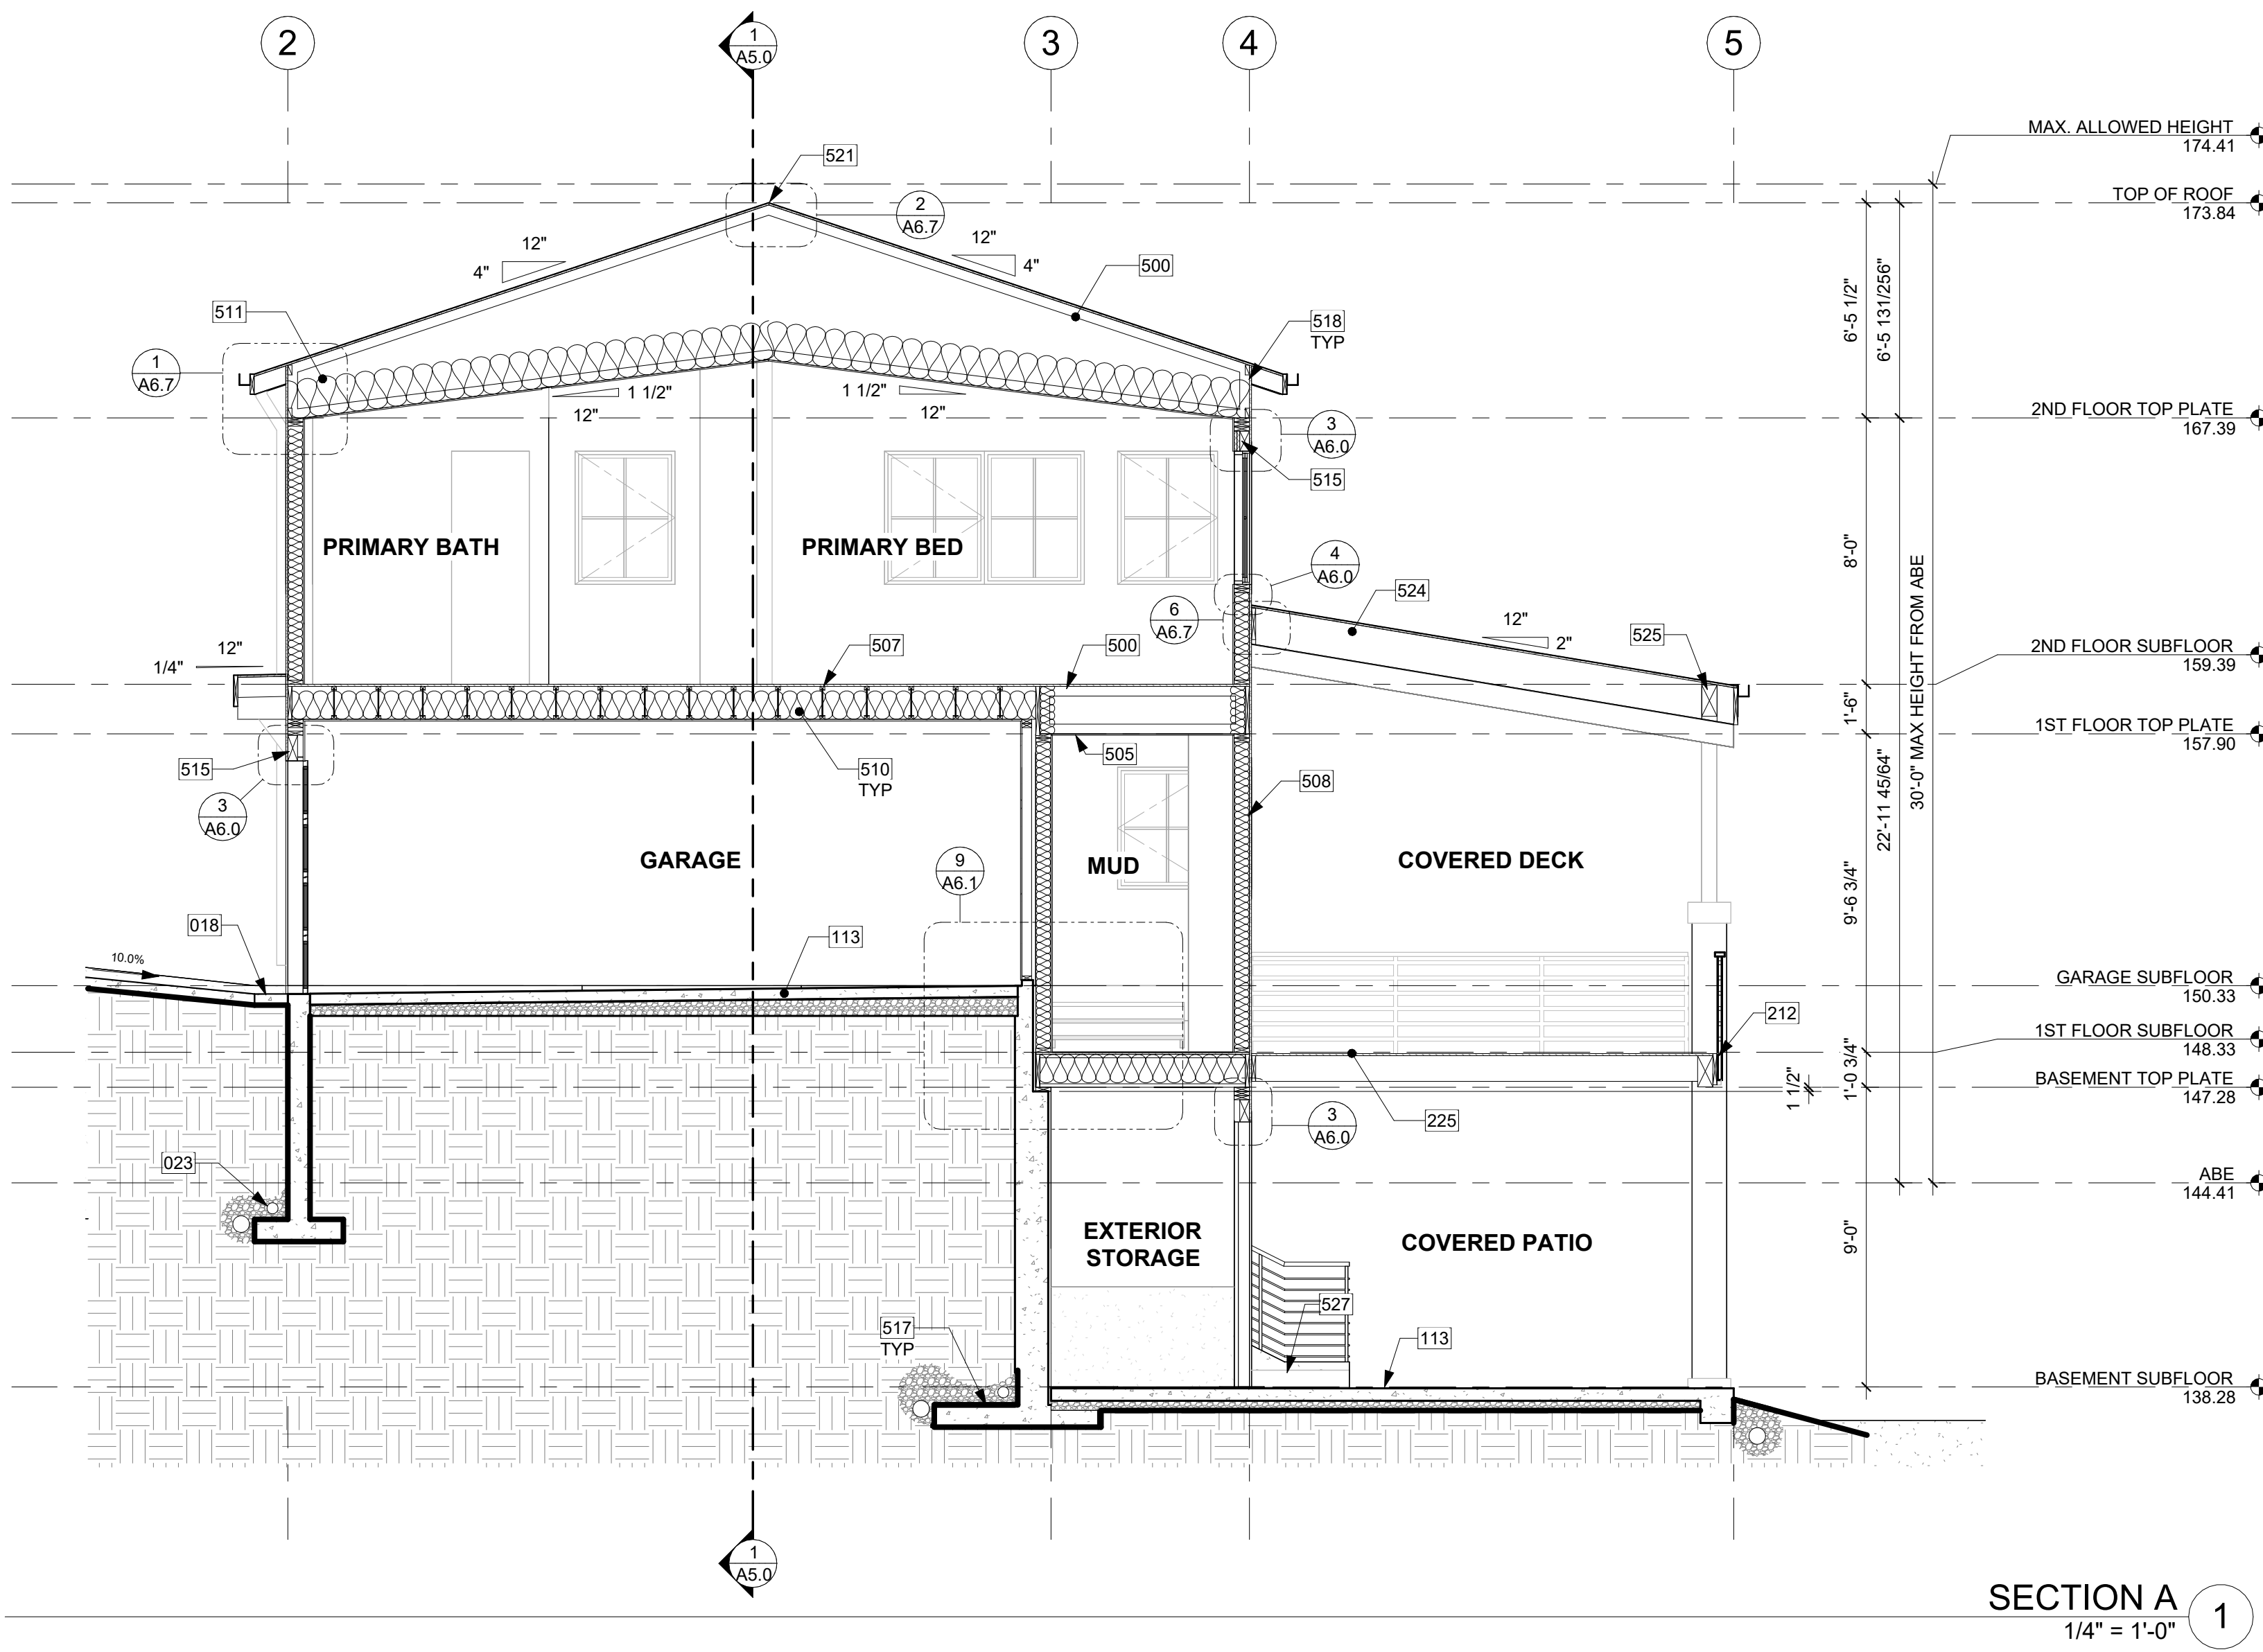 2
1
A5.0
3
4
5
MAX. ALLOWED HEIGHT
174.41
521
TOP OF ROOF
173.84
2
A6.7
12"
4"
12"
4"
500
511
518
TYP
1
A6.7
6'-5 1/2"
6'-5 131/256"
1 1/2"
12"
1 1/2"
12"
2ND FLOOR TOP PLATE
167.39
3
A6.0
515
PRIMARY BATH
PRIMARY BED
8'-0"
4
A6.0
524
6
A6.7
12"
2"
525
507
500
12"
1/4"
30'-0" MAX HEIGHT FROM ABE
2ND FLOOR SUBFLOOR
159.39
1'-6"
1ST FLOOR TOP PLATE
157.90
515
505
510
TYP
508
3
A6.0
22'-11 45/64"
GARAGE
MUD
COVERED DECK
9
A6.1
9'-6 3/4"
018
113
10.0%
GARAGE SUBFLOOR
150.33
212
1ST FLOOR SUBFLOOR
148.33
1 1/2"
1'-0 3/4"
BASEMENT TOP PLATE
147.28
225
3
A6.0
023
ABE
144.41
EXTERIOR
STORAGE
COVERED PATIO
9'-0"
527
517
TYP
113
BASEMENT SUBFLOOR
138.28
1
A5.0
SECTION A
1/4" = 1'-0"
1